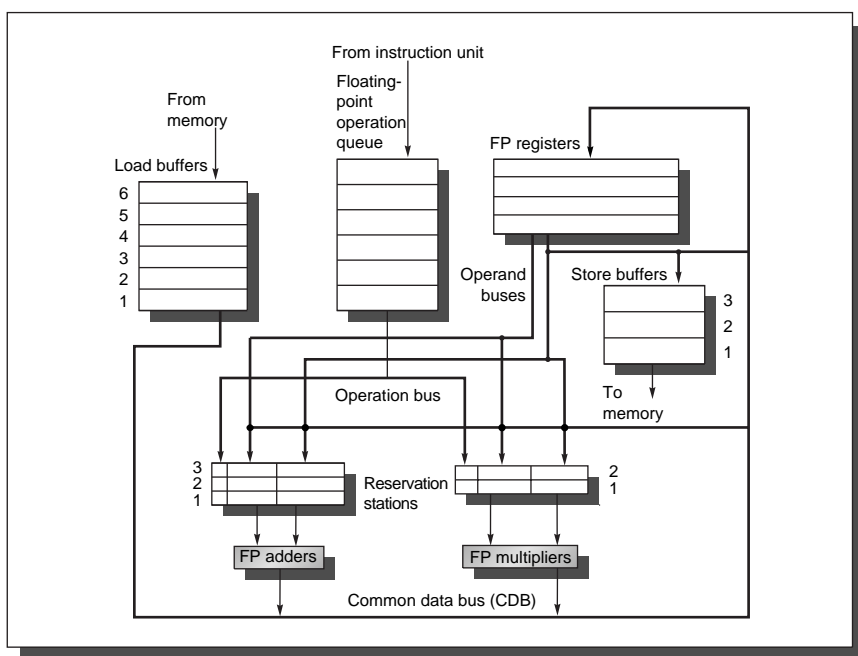 From instruction unit
Floating-
point
operation
queue
From
memory
Load buffers
6
5
4
3
2
1
FP registers
Operand
buses
Store buffers
3
2
1
To
memory
Operation bus
3
2
1
Reservation
stations
2
1
FP adders
FP multipliers
Common data bus (CDB)